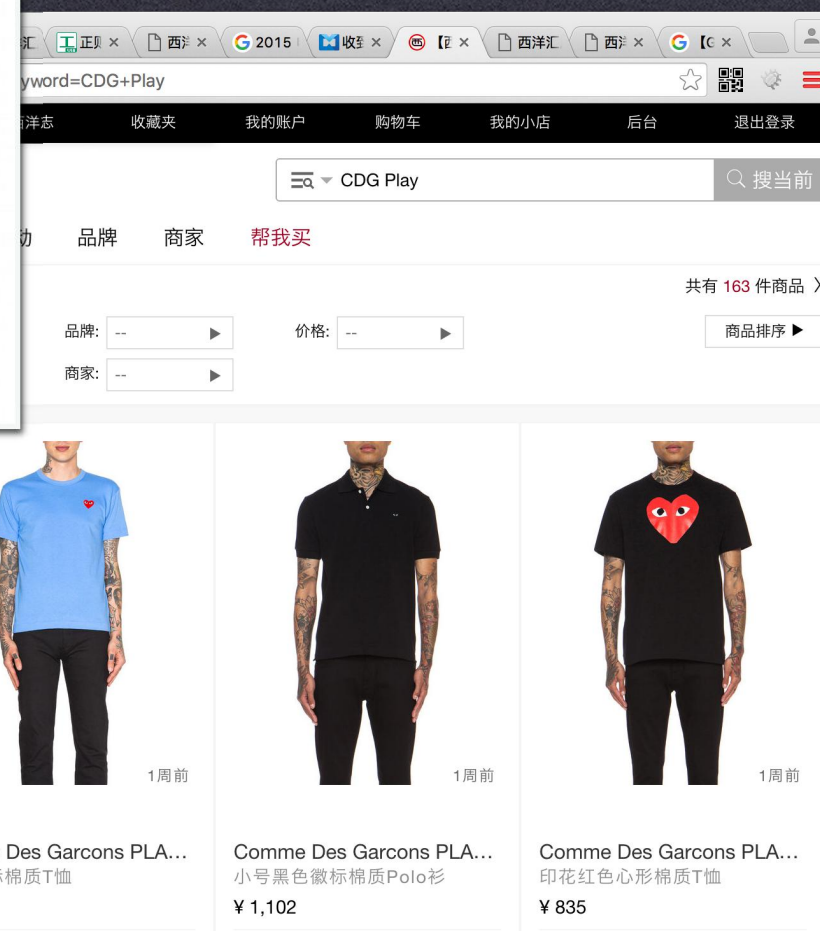 汇
正则
西洋
2015
收到
西
【西
西洋汇
西洋
【G
yword=CDG+Play
西洋志 收藏夹 我的账户 购物车 我的小店 后台 退出登录
CDG Play 搜当前
动 品牌 商家 帮我买
共有 163 件商品
品牌: -- 价格: -- 商品排序
商家: --
1周前 1周前 1周前
Des Garcons PLA... Comme Des Garcons PLA... Comme Des Garcons PLA...
标棉质T恤 小号黑色徽标棉质Polo衫 印花红色心形棉质T恤
¥ 1,102 ¥ 835